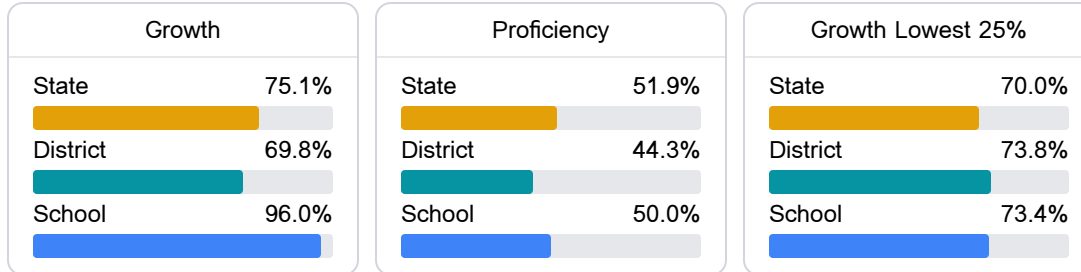 Growth
State 75.1%
District 69.8%
School 96.0%
Proficiency
State 51.9%
District 44.3%
School 50.0%
Growth Lowest 25%
State 70.0%
District 73.8%
School 73.4%